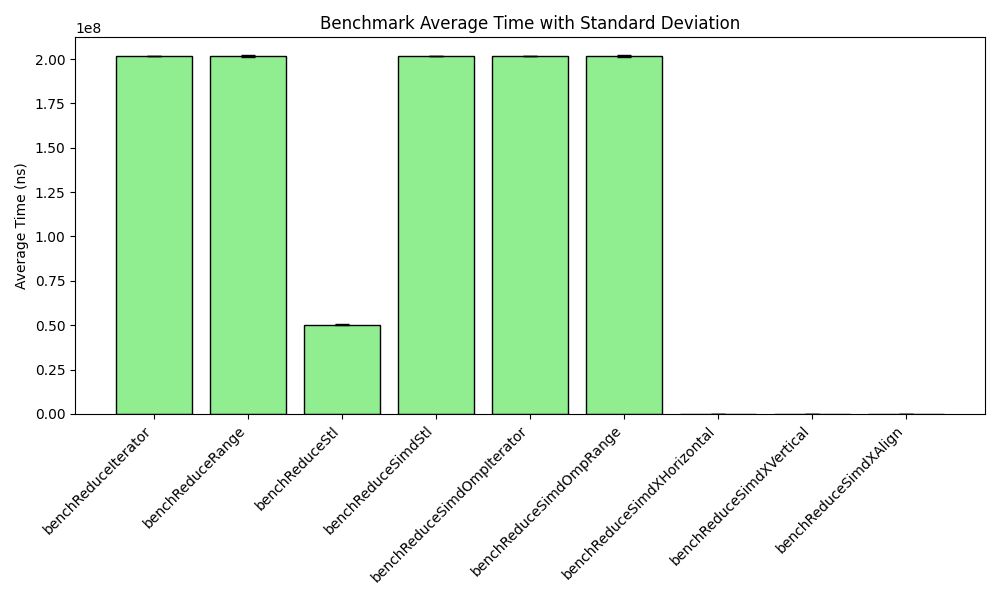 Benchmark Average Time with Standard Deviation
1e8
Average Time (ns)
2.00
1.75
1.50
1.25
1.00
0.75
0.50
0.25
0.00
benchReduceIterator
benchReduceRange
benchReduceStl
benchReduceSimdStl
benchReduceSimdOmpIterator
benchReduceSimdOmpRange
benchReduceSimdXHorizontal
benchReduceSimdXVertical
benchReduceSimdXAlign